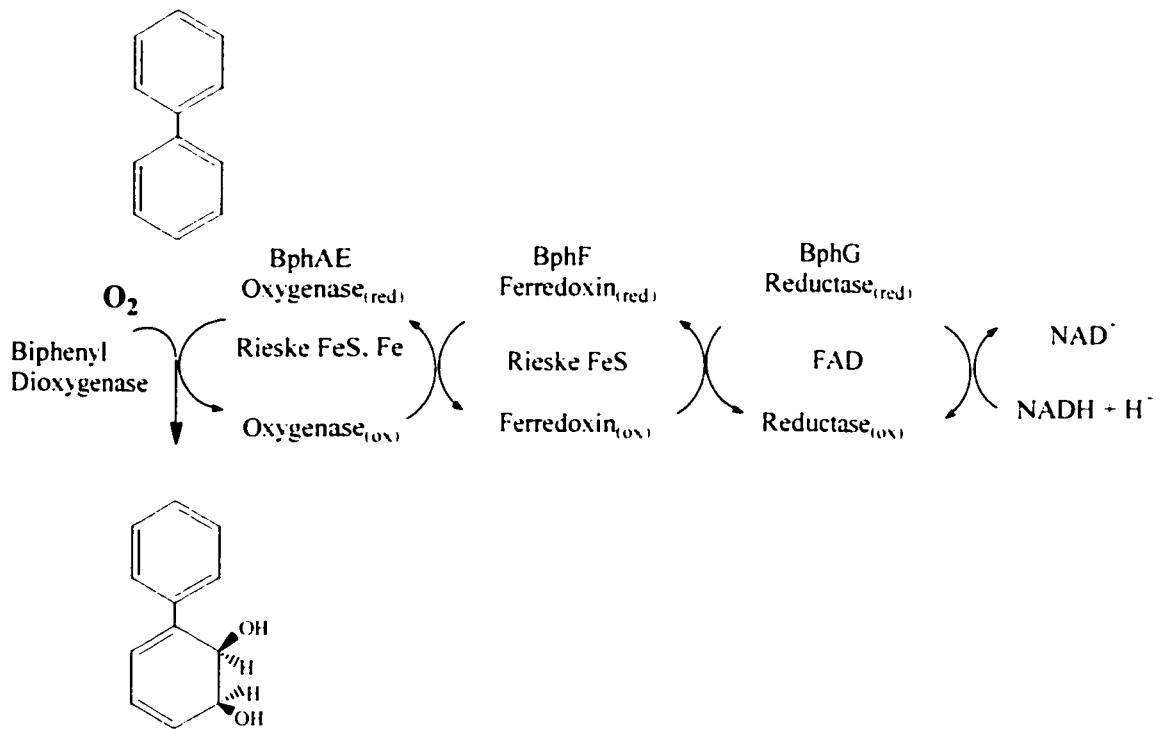 BphAE
Oxygenase(red)
BphF
Ferredoxin(red)
BphG
Reductase(red)
O2
Biphenyl
Dioxygenase
Rieske FeS. Fe
Rieske FeS
FAD
NAD+
NADH + H+
Oxygenase(ox)
Ferredoxin(ox)
Reductase(ox)
OH
H
H
OH